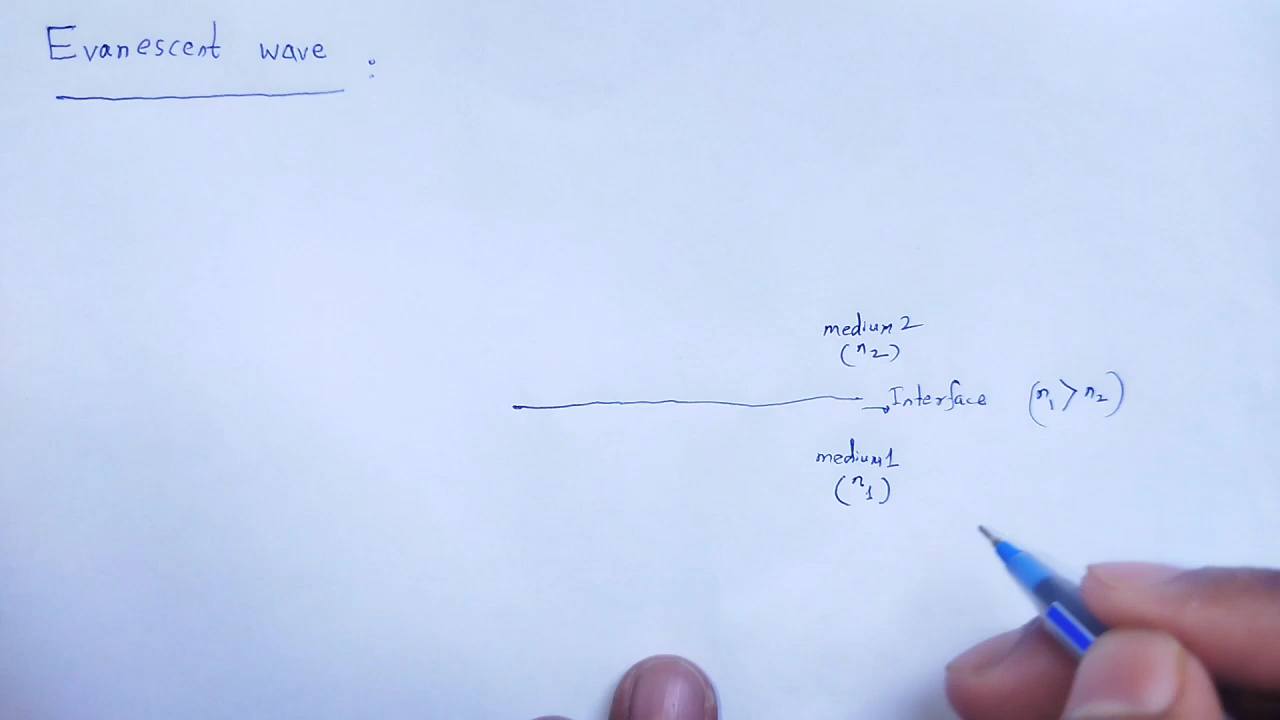 Evanescent wave :
medium 2
(n₂)
Interface (n₁ > n₂)
medium 1
(n₁)